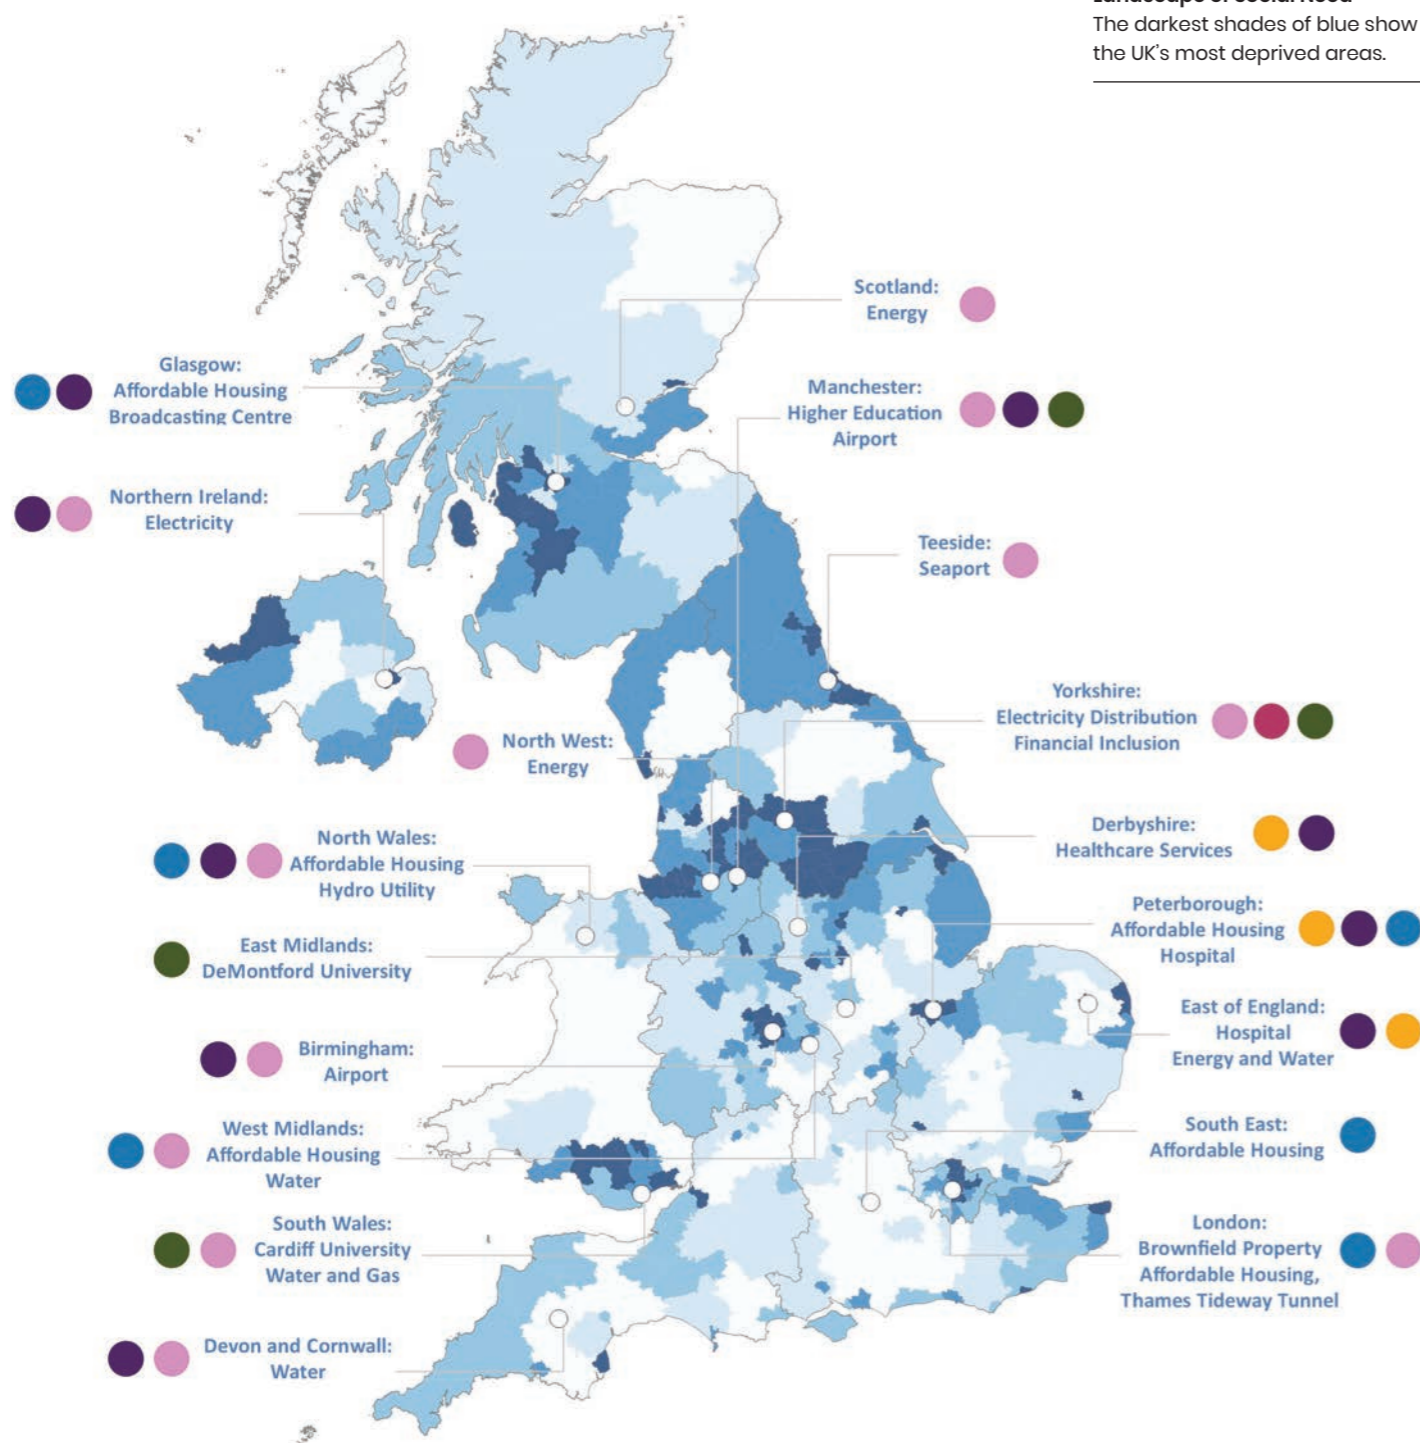 The darkest shades of blue show
the UK's most deprived areas.
Scotland:
Energy
Glasgow:
Affordable Housing
Broadcasting Centre
Manchester:
Higher Education
Airport
Northern Ireland:
Electricity
Teeside:
Seaport
Yorkshire:
Electricity Distribution
Financial Inclusion
North West:
Energy
North Wales:
Affordable Housing
Hydro Utility
Derbyshire:
Healthcare Services
Peterborough:
Affordable Housing
Hospital
East Midlands:
DeMontford University
East of England:
Hospital
Energy and Water
Birmingham:
Airport
West Midlands:
Affordable Housing
Water
South East:
Affordable Housing
South Wales:
Cardiff University
Water and Gas
London:
Brownfield Property
Affordable Housing,
Thames Tideway Tunnel
Devon and Cornwall:
Water